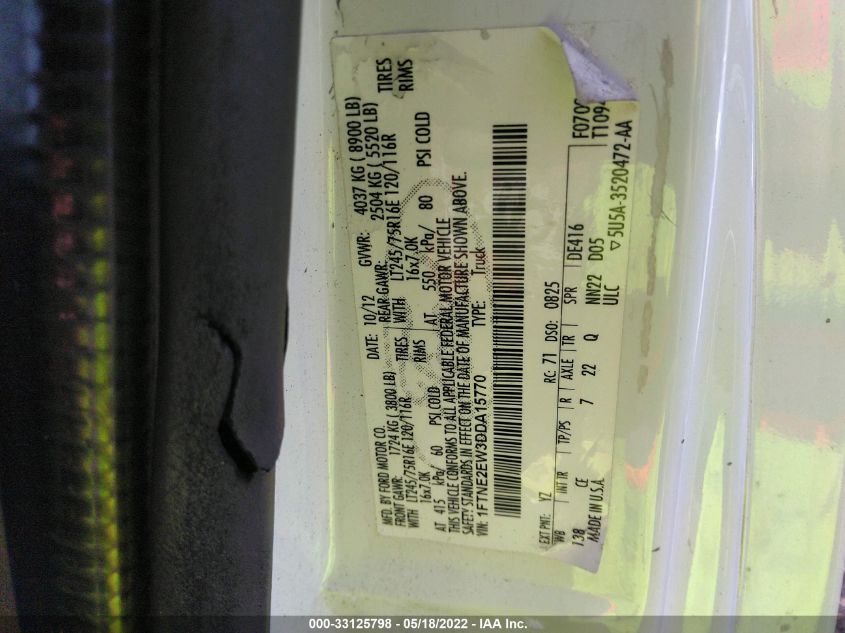 MFD. BY FORD MOTOR CO.
DATE: 10/12 GVWR: 4037 KG ( 8900 LB)
FRONT GAWR: 1724 KG ( 3800 LB) REAR GAWR: 2504 KG ( 5520 LB)
WITH LT245/75R16E 120/116R TIRES WITH LT245/75R16E 120/116R TIRES
16x7.0K RIMS 16x7.0K RIMS
AT 415 kPa/ 60 PSI COLD AT 550 kPa/ 80 PSI COLD
THIS VEHICLE CONFORMS TO ALL APPLICABLE FEDERAL MOTOR VEHICLE
SAFETY STANDARDS IN EFFECT ON THE DATE OF MANUFACTURE SHOWN ABOVE.
VIN: 1FTNE2EW3DDA15770 TYPE: Truck
F070
EXT PNT: YZ RC: 71 DSO: 0825 T109
WB INT TR TP/PS R AXLE TR SPR DE416
138 CE 7 22 Q NN22 D05
MADE IN U.S.A. ULC ▽5U5A-3520472-AA
000-33125798 - 05/18/2022 - IAA Inc.